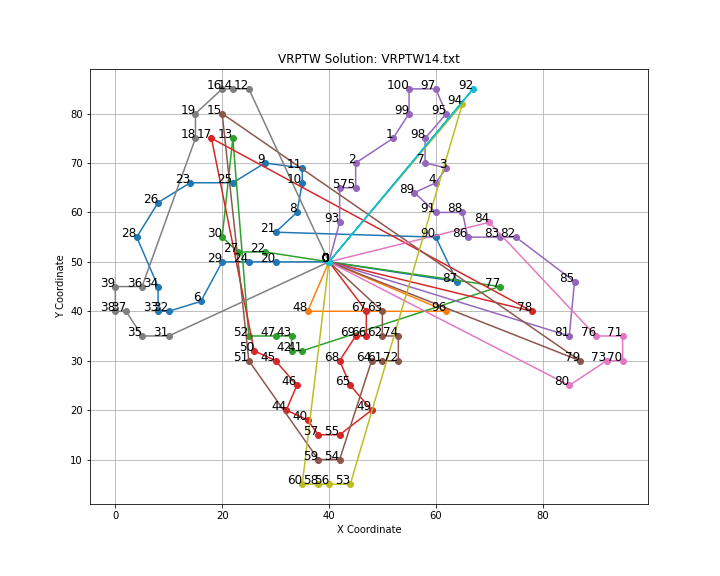 VRPTW Solution: VRPTW14.txt
Y Coordinate
80
70
60
50
40
30
20
10
0
20
40
60
80
X Coordinate
16 14 12 100 97 92
19 15 99 95 94
18 17 13 1 98
9 11 2 7 3
23 25 10 5 75 4
26 8 89
30 21 93 91 88 84
28 27 22 90 86 83 82
29 24 20 0 87 85
39 36 34 6 77
38 37 33 32 48 67 63 96 78
35 31 52 47 43 69 66 62 74 81 76 71
50 42 41
51 45 68 64 61 72 79 73 70
46 65 80
44 40 49
57 55
59 54
60 58 56 53